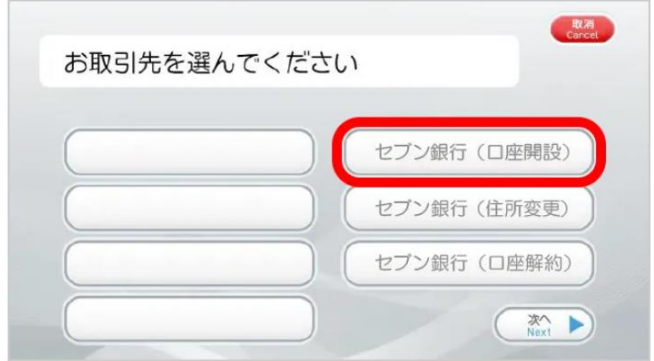 取消
Cancel
お取引先を選んでください
セブン銀行（口座開設）
セブン銀行（住所変更）
セブン銀行（口座解約）
次へ
Next